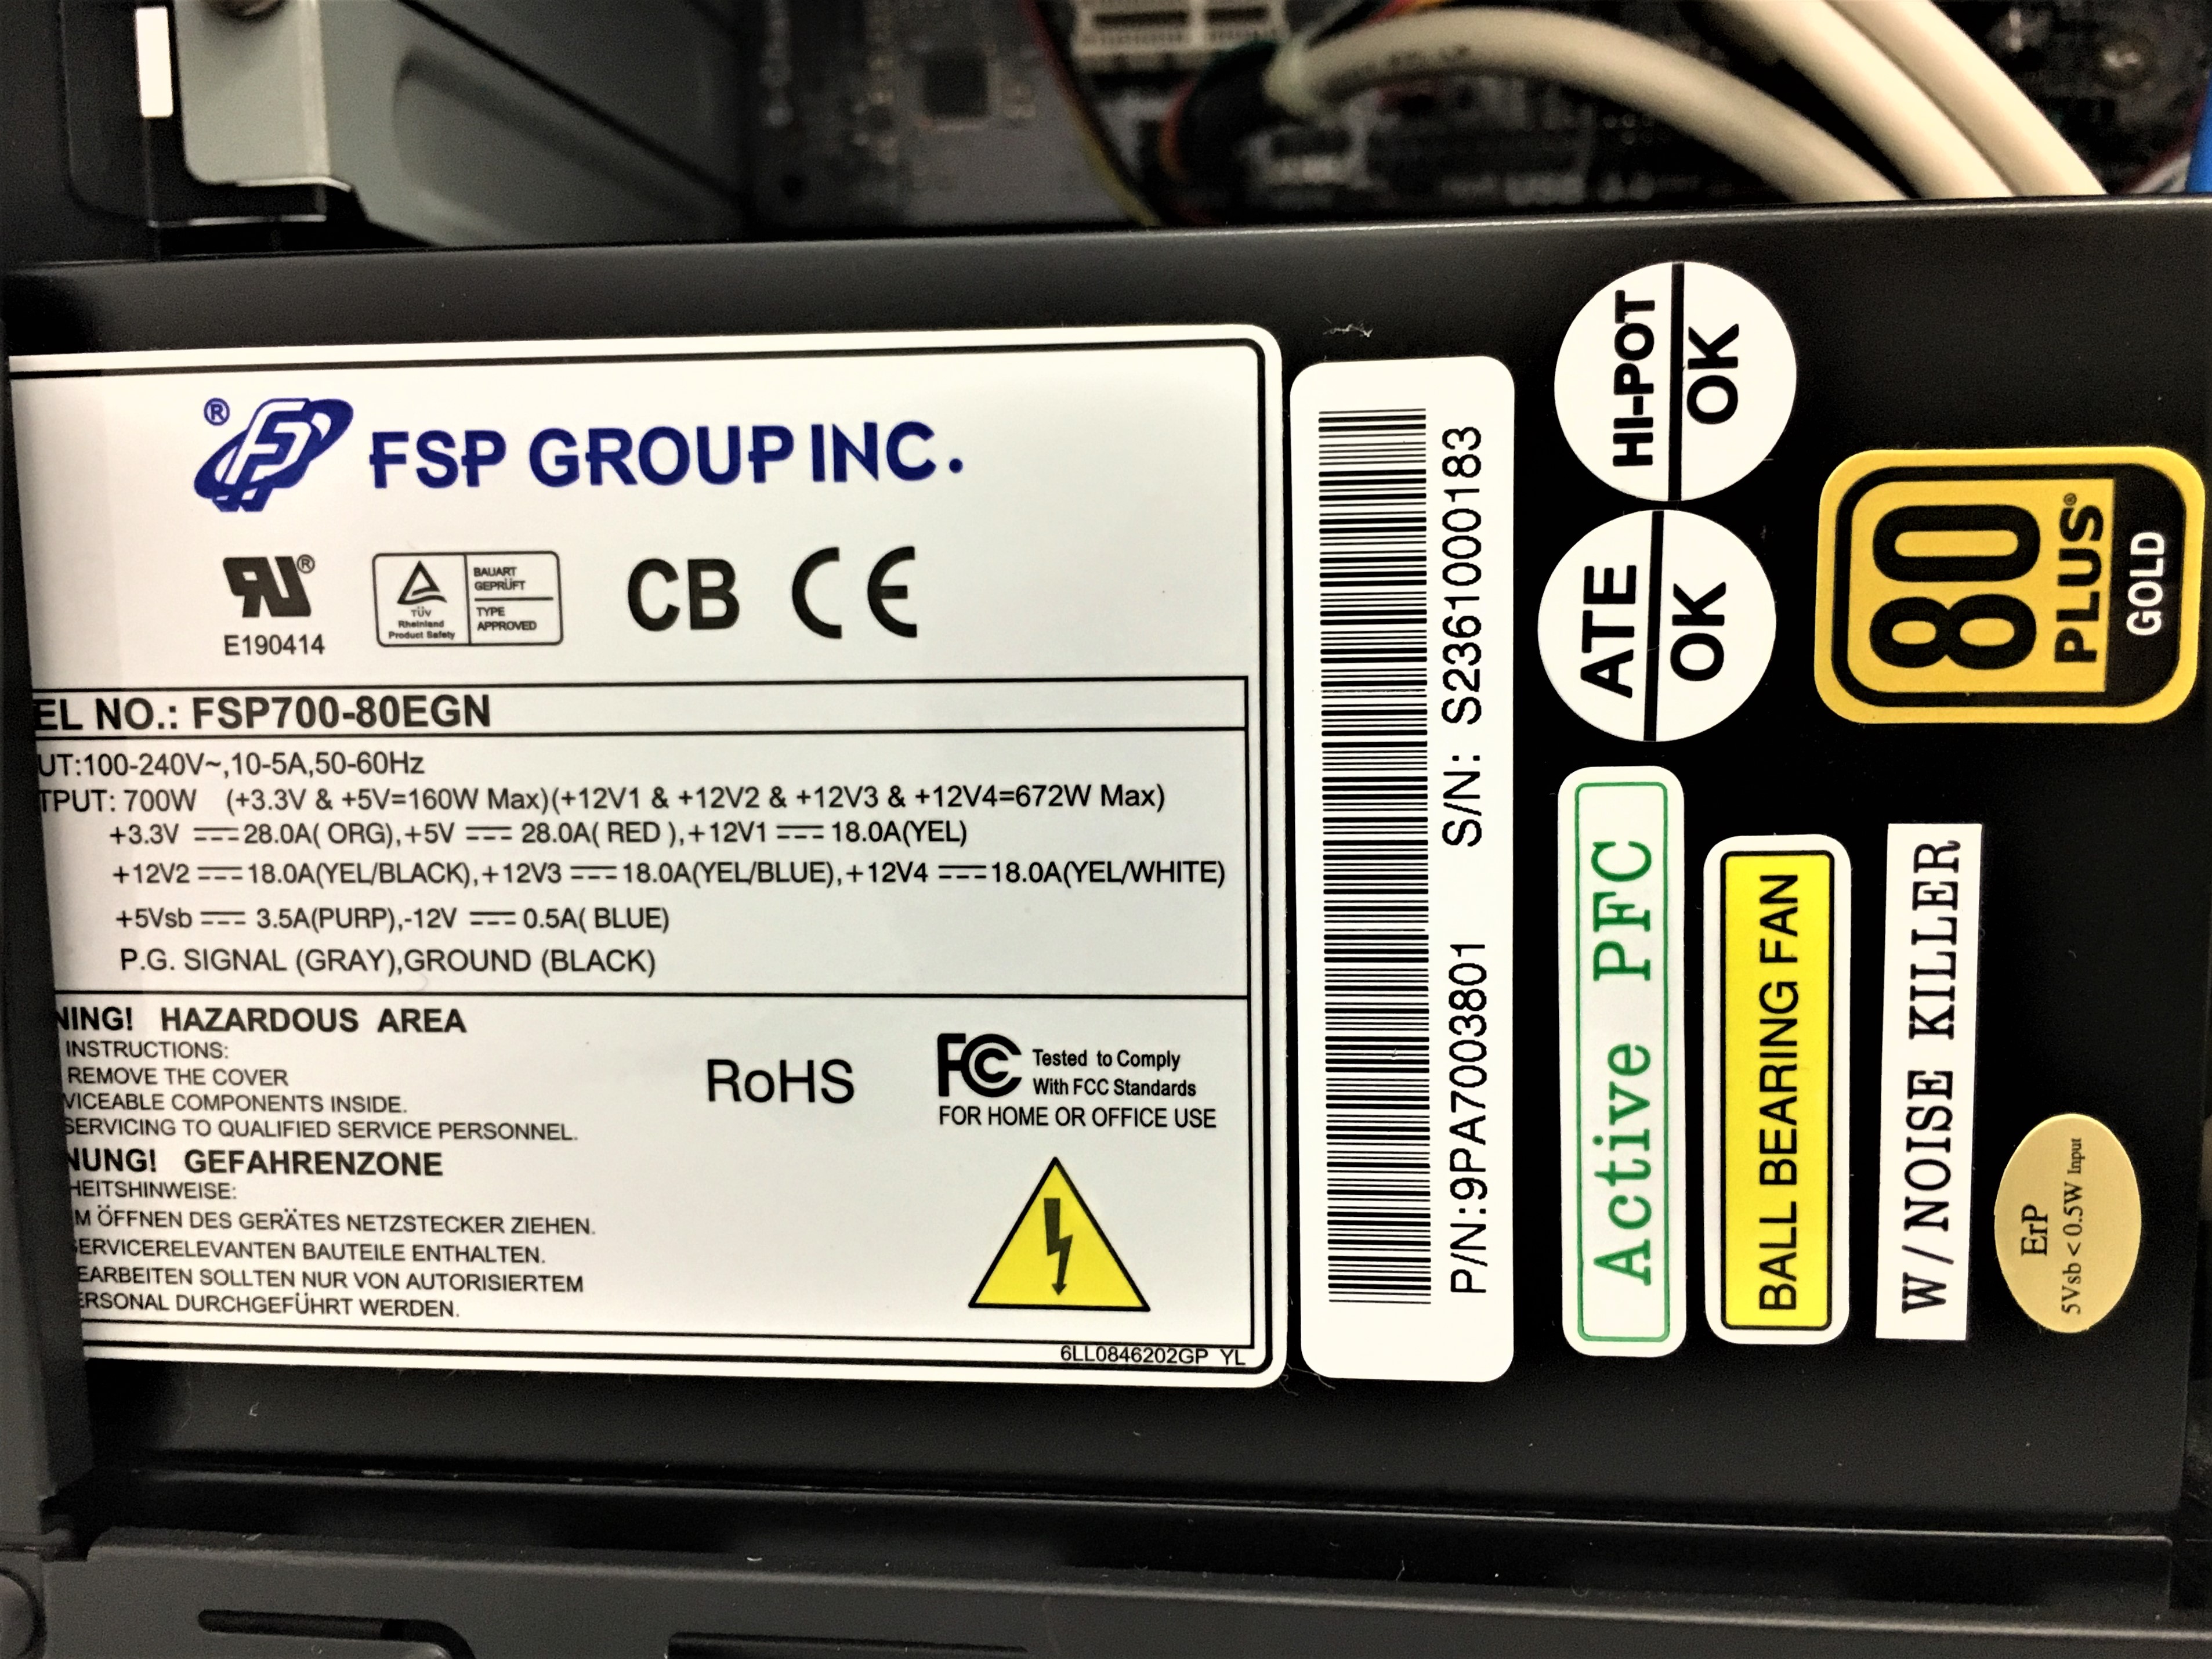 ® FSP GROUP INC.
RU®
E190414
TÜV
Rheinland
Product Safety
BAUART
GEPRÜFT
TYPE
APPROVED
CB CE
EL NO.: FSP700-80EGN
UT:100-240V~,10-5A,50-60Hz
TPUT: 700W (+3.3V & +5V=160W Max)(+12V1 & +12V2 & +12V3 & +12V4=672W Max)
+3.3V ⎓ 28.0A( ORG),+5V ⎓ 28.0A( RED ),+12V1 ⎓ 18.0A(YEL)
+12V2 ⎓ 18.0A(YEL/BLACK),+12V3 ⎓ 18.0A(YEL/BLUE),+12V4 ⎓ 18.0A(YEL/WHITE)
+5Vsb ⎓ 3.5A(PURP),-12V ⎓ 0.5A( BLUE)
P.G. SIGNAL (GRAY),GROUND (BLACK)
NING! HAZARDOUS AREA
INSTRUCTIONS:
REMOVE THE COVER
VICEABLE COMPONENTS INSIDE.
SERVICING TO QUALIFIED SERVICE PERSONNEL.
NUNG! GEFAHRENZONE
HEITSHINWEISE:
M ÖFFNEN DES GERÄTES NETZSTECKER ZIEHEN.
ERVICERELEVANTEN BAUTEILE ENTHALTEN.
EARBEITEN SOLLTEN NUR VON AUTORISIERTEM
ERSONAL DURCHGEFÜHRT WERDEN.
RoHS
FC Tested to Comply
With FCC Standards
FOR HOME OR OFFICE USE
6LL0846202GP YL
P/N:9PA7003801 S/N: S2361000183
HI-POT
OK
ATE
OK
80
PLUS®
GOLD
Active PFC
BALL BEARING FAN
W/NOISE KILLER
ErP
5Vsb < 0.5W Input